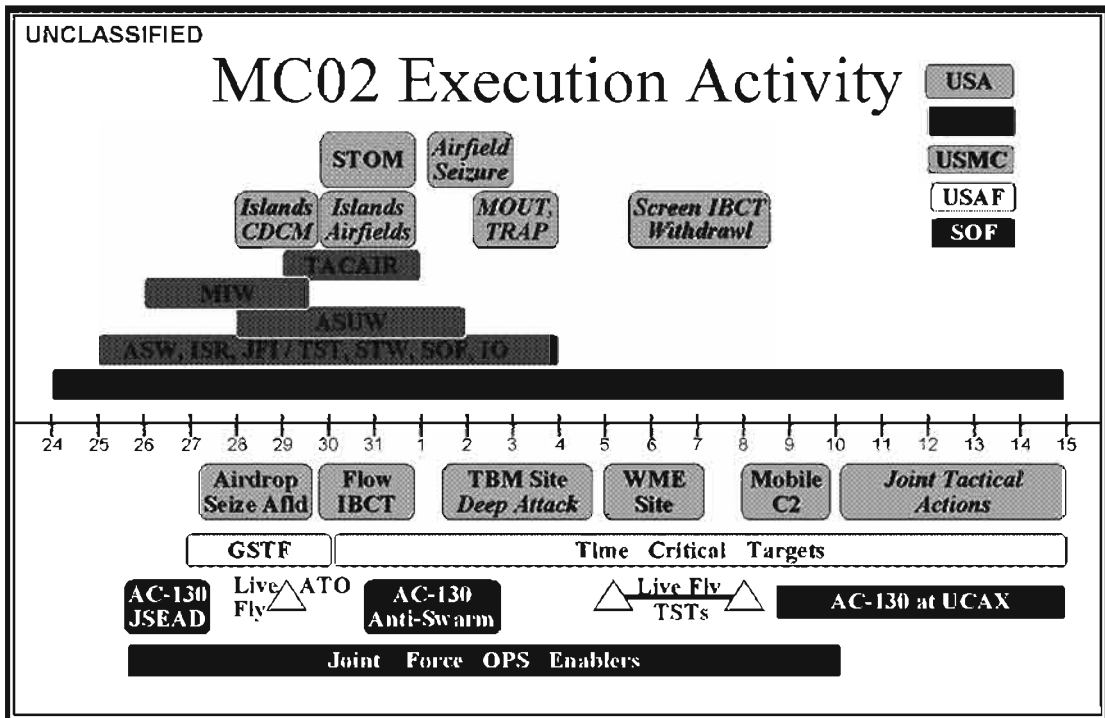 UNCLASSIFIED
MC02 Execution Activity
USA
USMC
USAF
SOF
STOM
Airfield
Seizure
Islands
CDCM
Islands
Airfields
MOUT,
TRAP
Screen IBCT
Withdrawl
TACAIR
MIW
ASUW
ASW, ISR, JFI / TST, STW, SOF, IO
24 25 26 27 28 29 30 31 1 2 3 4 5 6 7 8 9 10 11 12 13 14 15
Airdrop
Seize Afld
Flow
IBCT
TBM Site
Deep Attack
WME
Site
Mobile
C2
Joint Tactical
Actions
GSTF
Time Critical Targets
AC-130
JSEAD
Live
Fly
ATO
AC-130
Anti-Swarm
Live Fly
TSTs
AC-130 at UCAX
Joint Force OPS Enablers